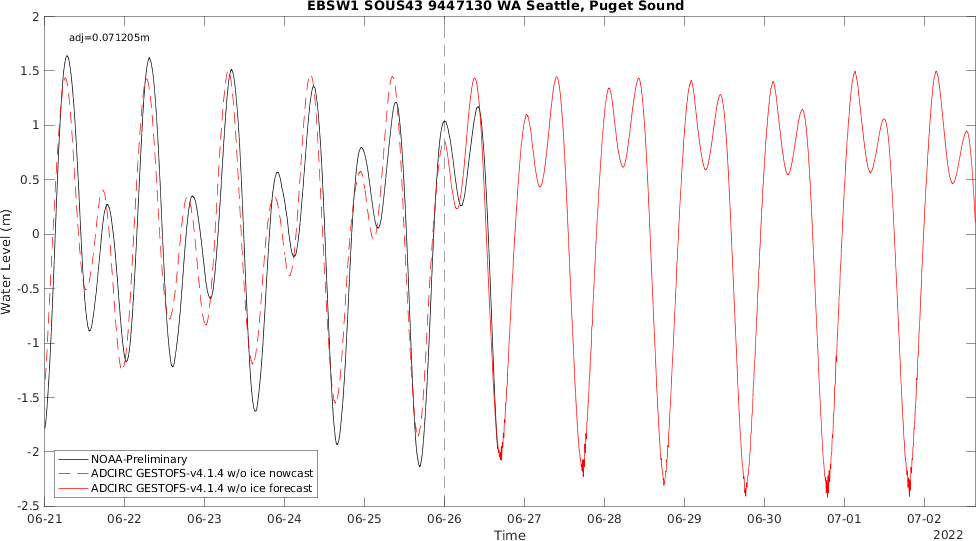 EBSW1 SOUS43 9447130 WA Seattle, Puget Sound
adj=0.071205m
2
1.5
1
0.5
0
-0.5
-1
-1.5
-2
-2.5
Water Level (m)
NOAA-Preliminary
ADCIRC GESTOFS-v4.1.4 w/o ice nowcast
ADCIRC GESTOFS-v4.1.4 w/o ice forecast
06-21 06-22 06-23 06-24 06-25 06-26 06-27 06-28 06-29 06-30 07-01 07-02
Time
2022